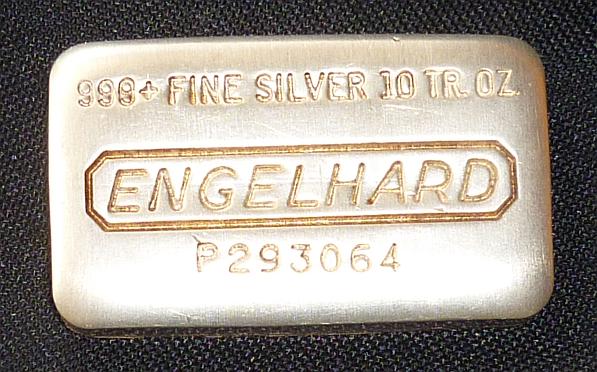 999+ FINE SILVER 10 TR. OZ.
ENGELHARD
P293064